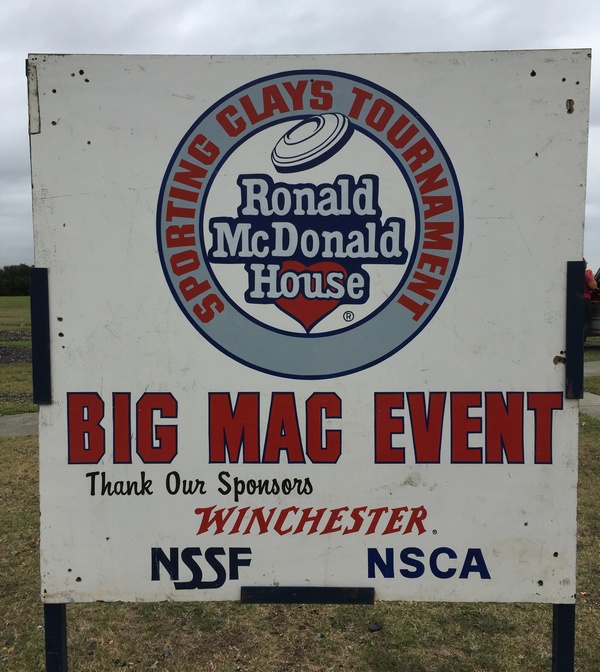 SPORTING CLAYS TOURNAMENT
Ronald
McDonald
House
®
BIG MAC EVENT
Thank Our Sponsors
WINCHESTER®
NSSF NSCA